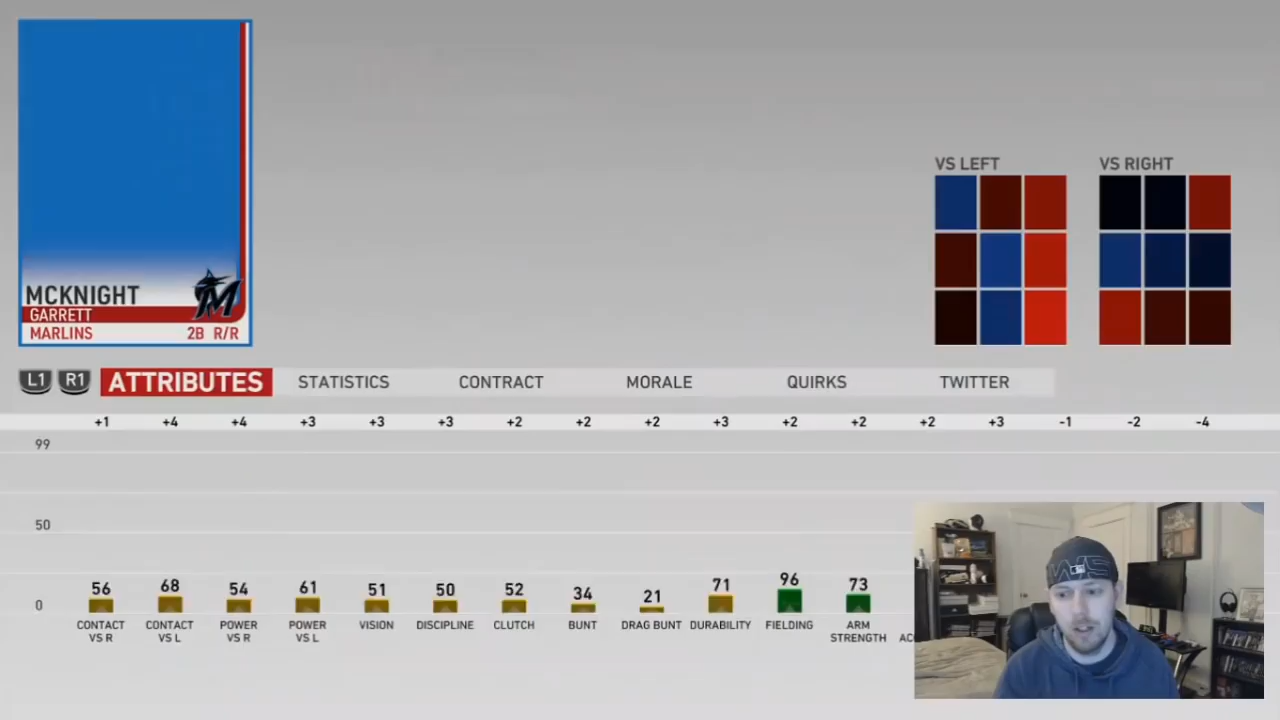 MCKNIGHT
GARRETT
MARLINS 2B R/R
VS LEFT VS RIGHT
L1 R1 ATTRIBUTES STATISTICS CONTRACT MORALE QUIRKS TWITTER
+1 +4 +4 +3 +3 +3 +2 +2 +2 +3 +2 +2 +2 +3 -1 -2 -4
99
50
0
56 68 54 61 51 50 52 34 21 71 96 73
CONTACT VS R
CONTACT VS L
POWER VS R
POWER VS L
VISION
DISCIPLINE
CLUTCH
BUNT
DRAG BUNT
DURABILITY
FIELDING
ARM STRENGTH